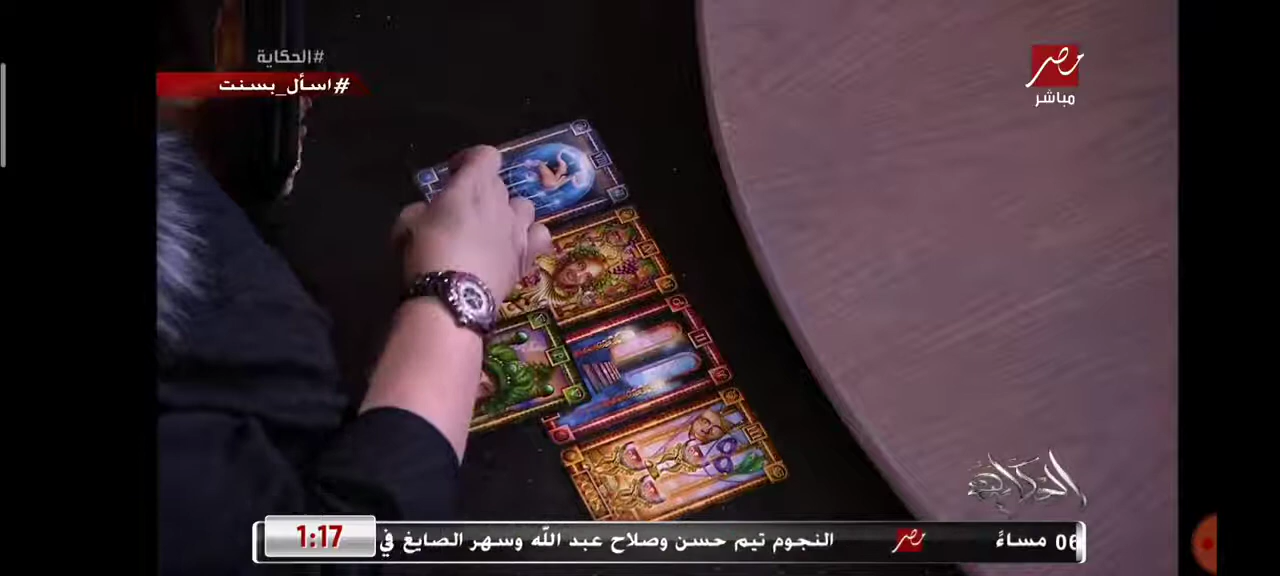 #الحكاية
#اسأل_بسنت
مصر
مباشر
الحكاية
06 مساءً مصر النجوم تيم حسن وصلاح عبد الله وسهر الصايغ في
1:17